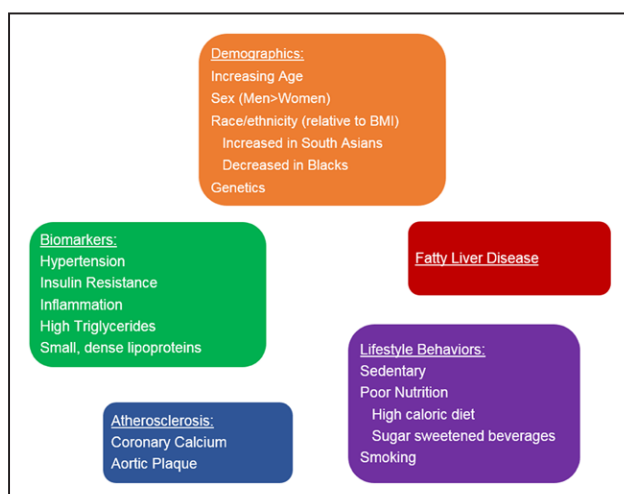 Demographics:
Increasing Age
Sex (Men>Women)
Race/ethnicity (relative to BMI)
Increased in South Asians
Decreased in Blacks
Genetics
Biomarkers:
Hypertension
Insulin Resistance
Inflammation
High Triglycerides
Small, dense lipoproteins
Fatty Liver Disease
Lifestyle Behaviors:
Sedentary
Poor Nutrition
High caloric diet
Sugar sweetened beverages
Smoking
Atherosclerosis:
Coronary Calcium
Aortic Plaque